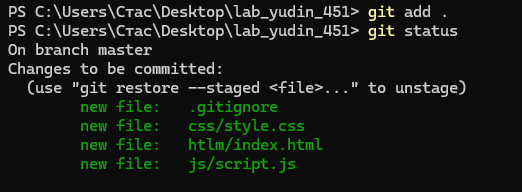 PS C:\Users\Стас\Desktop\lab_yudin_451> git add .
PS C:\Users\Стас\Desktop\lab_yudin_451> git status
On branch master
Changes to be committed:
  (use "git restore --staged <file>..." to unstage)
        new file:   .gitignore
        new file:   css/style.css
        new file:   htlm/index.html
        new file:   js/script.js